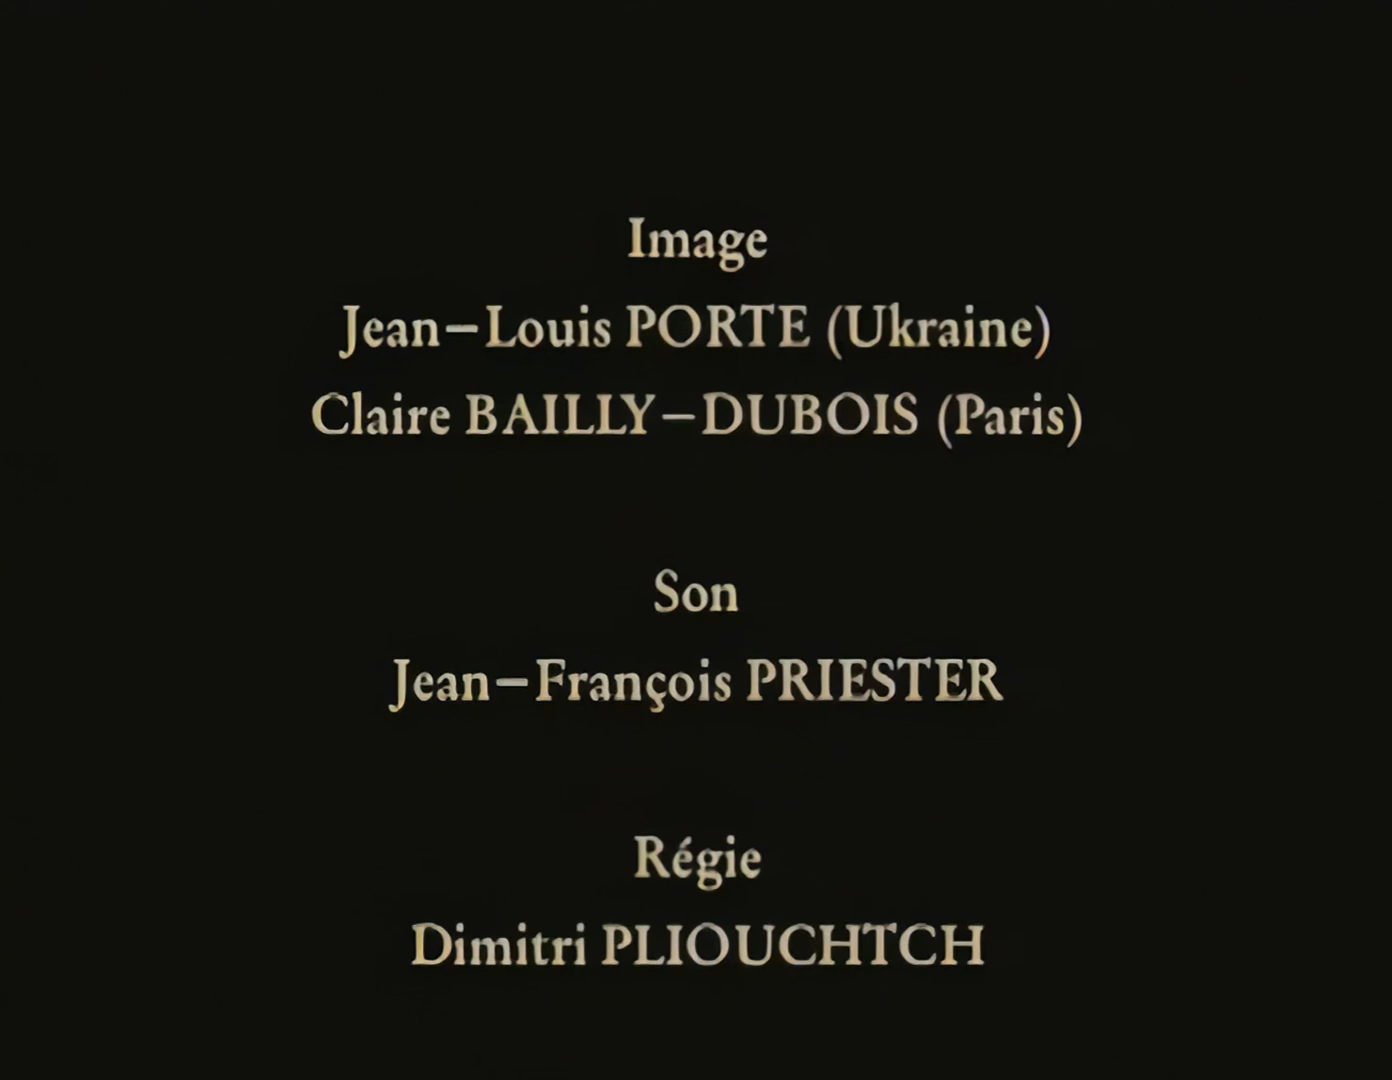 Image
Jean–Louis PORTE (Ukraine)
Claire BAILLY–DUBOIS (Paris)
Son
Jean–François PRIESTER
Régie
Dimitri PLIOUCHTCH